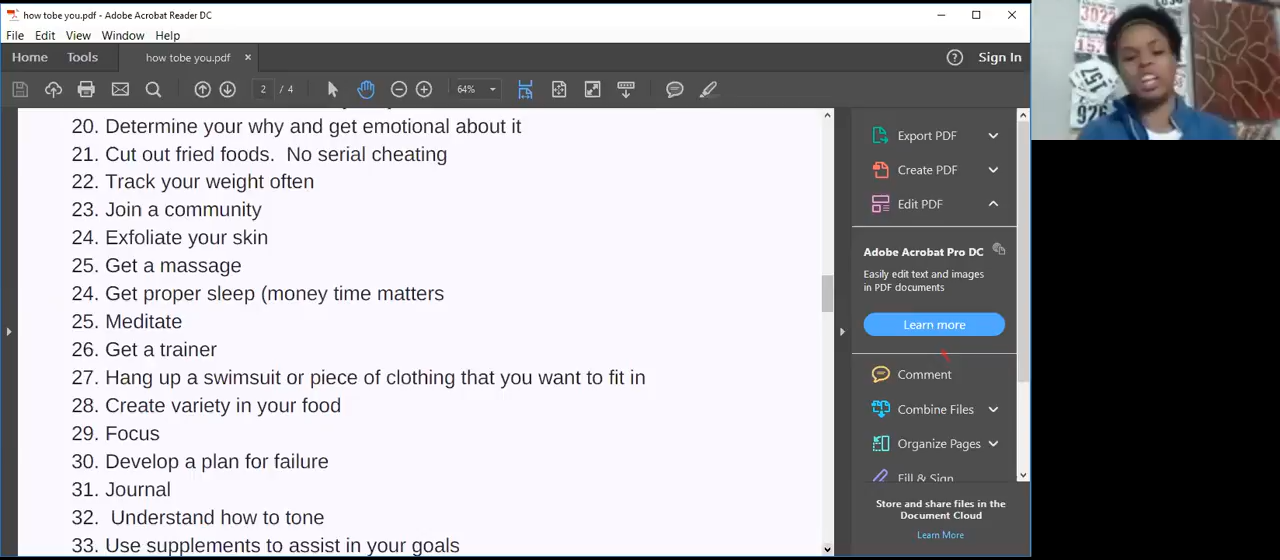 how tobe you.pdf - Adobe Acrobat Reader DC
File Edit View Window Help
Home Tools how tobe you.pdf × Sign In
2 / 4 64%
20. Determine your why and get emotional about it
21. Cut out fried foods.  No serial cheating
22. Track your weight often
23. Join a community
24. Exfoliate your skin
25. Get a massage
24. Get proper sleep (money time matters
25. Meditate
26. Get a trainer
27. Hang up a swimsuit or piece of clothing that you want to fit in
28. Create variety in your food
29. Focus
30. Develop a plan for failure
31. Journal
32.  Understand how to tone
33. Use supplements to assist in your goals
Export PDF
Create PDF
Edit PDF
Adobe Acrobat Pro DC
Easily edit text and images
in PDF documents
Learn more
Comment
Combine Files
Organize Pages
Fill & Sign
Store and share files in the
Document Cloud
Learn More
3022
157
926